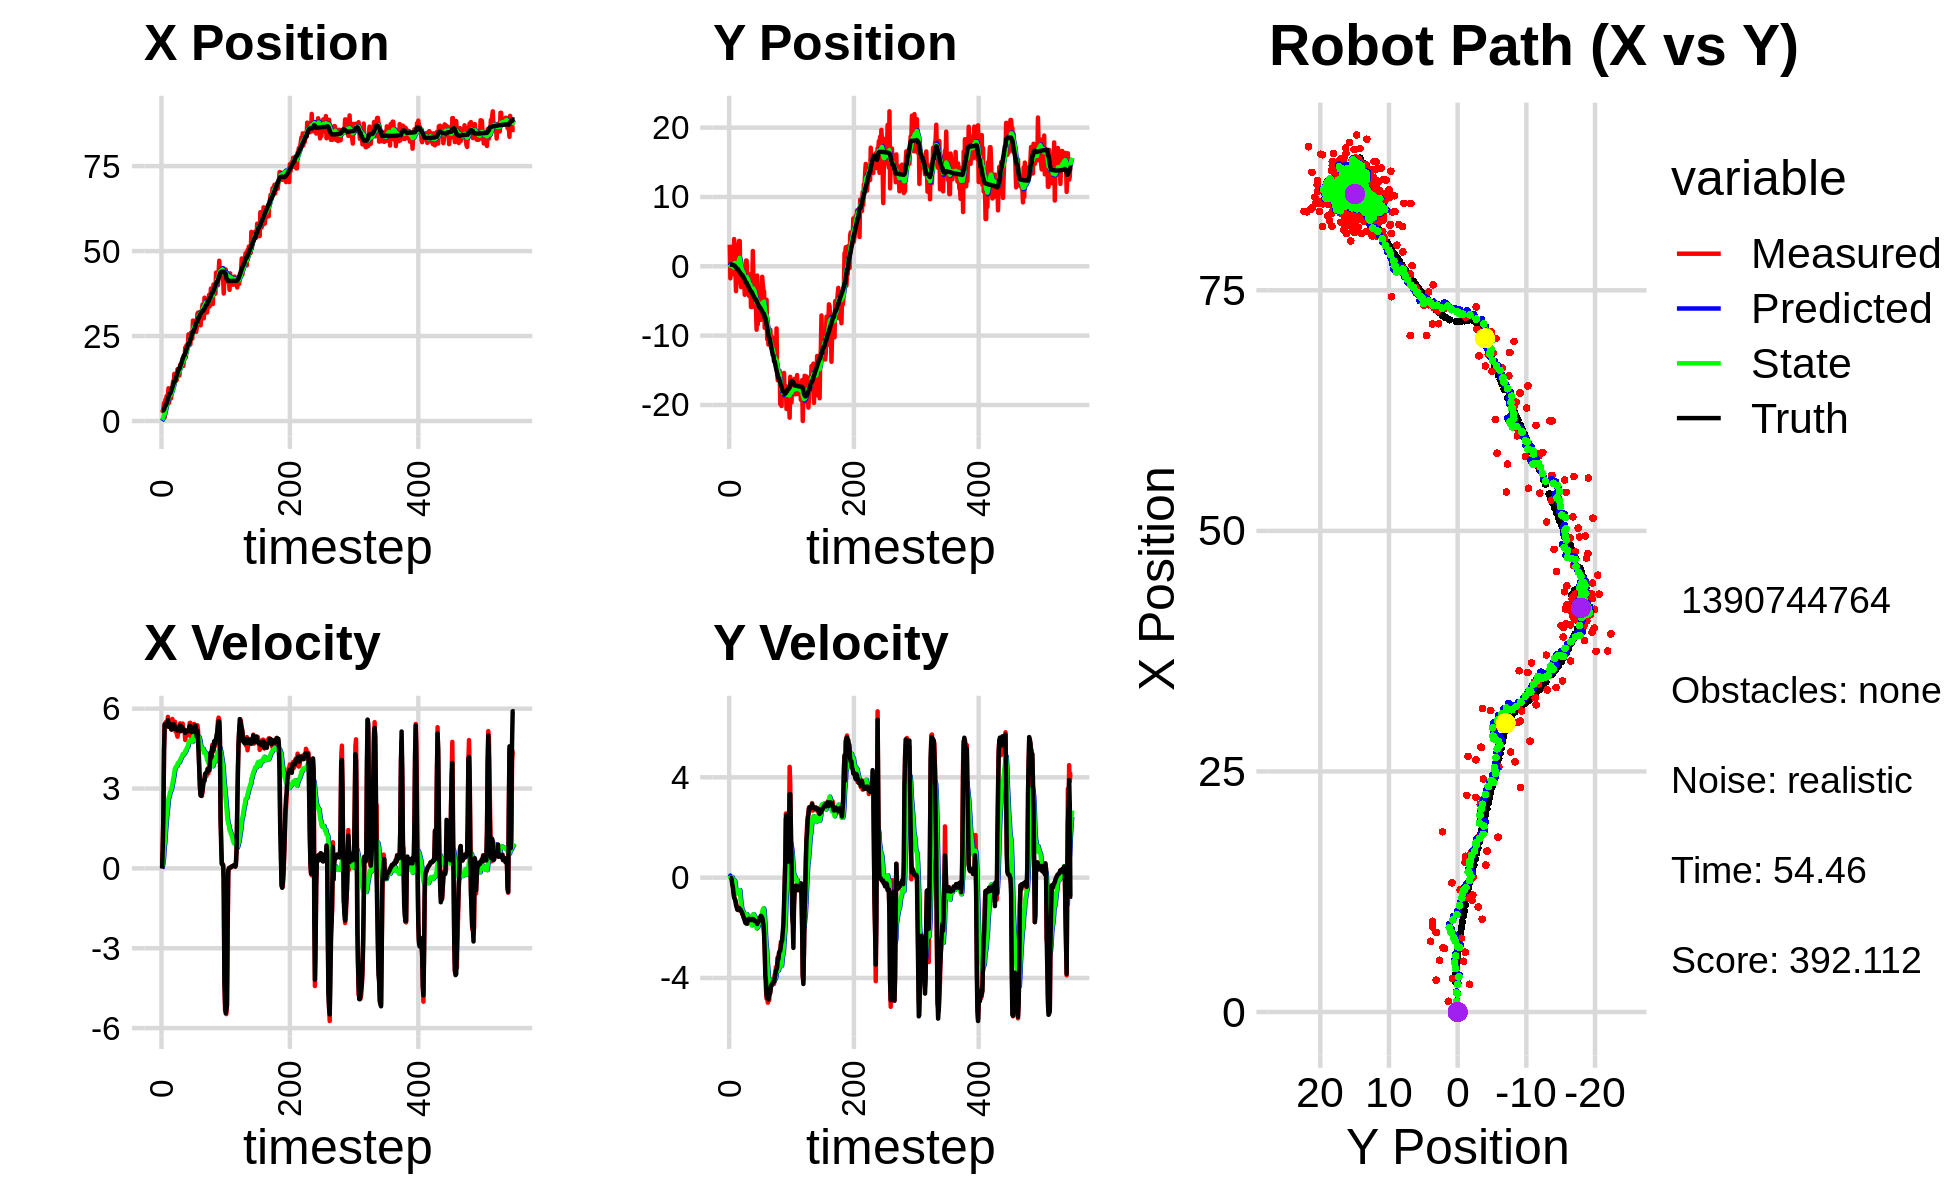 X Position
75
50
25
0
0
200
400
timestep
Y Position
20
10
0
-10
-20
0
200
400
timestep
X Velocity
6
3
0
-3
-6
0
200
400
timestep
Y Velocity
4
0
-4
0
200
400
timestep
Robot Path (X vs Y)
X Position
75
50
25
0
20 10 0 -10 -20
Y Position
variable
Measured
Predicted
State
Truth
1390744764
Obstacles: none
Noise: realistic
Time: 54.46
Score: 392.112